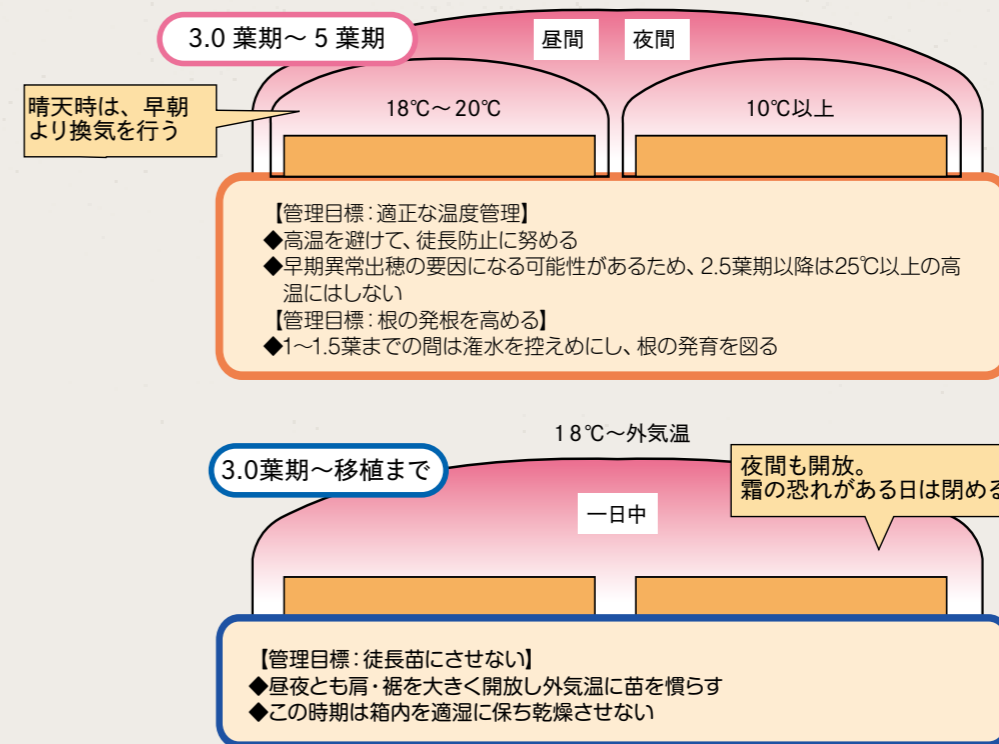 3.0 葉期～ 5 葉期
昼間
夜間
晴天時は、早朝
より換気を行う
18℃～20℃
10℃以上
【管理目標：適正な温度管理】
◆高温を避けて、徒長防止に努める
◆早期異常出穂の要因になる可能性があるため、2.5葉期以降は25℃以上の高
温にはしない
【管理目標：根の発根を高める】
◆1～1.5葉までの間は潅水を控えめにし、根の発育を図る
18℃～外気温
3.0葉期～移植まで
夜間も開放。
霜の恐れがある日は閉める
一日中
【管理目標：徒長苗にさせない】
◆昼夜とも肩・裾を大きく開放し外気温に苗を慣らす
◆この時期は箱内を適湿に保ち乾燥させない